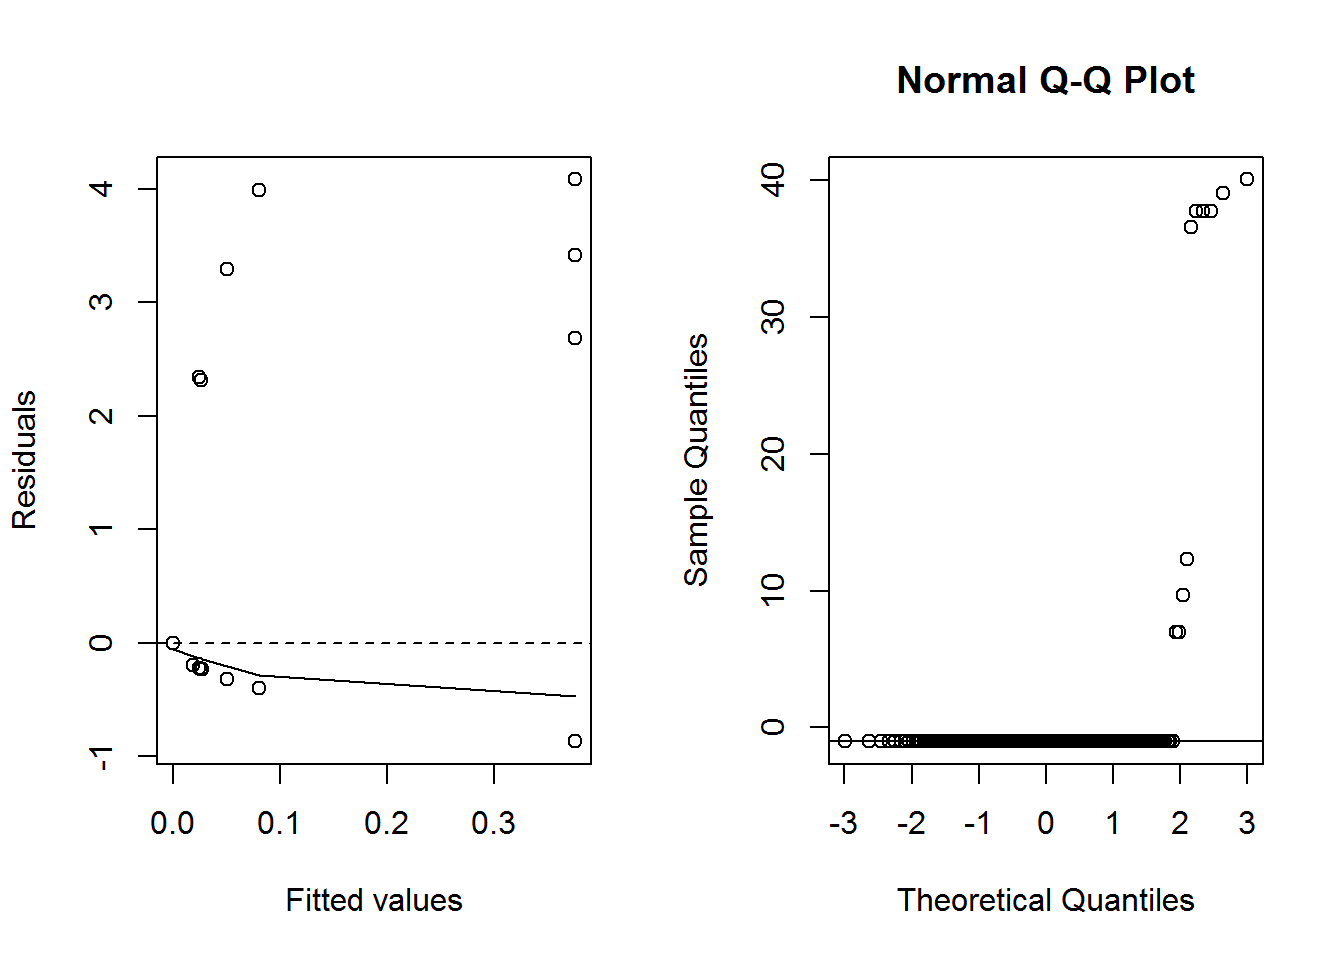 Residuals
4
3
2
1
0
-1
0.0 0.1 0.2 0.3
Fitted values
Normal Q-Q Plot
Sample Quantiles
40
30
20
10
0
-3 -2 -1 0 1 2 3
Theoretical Quantiles